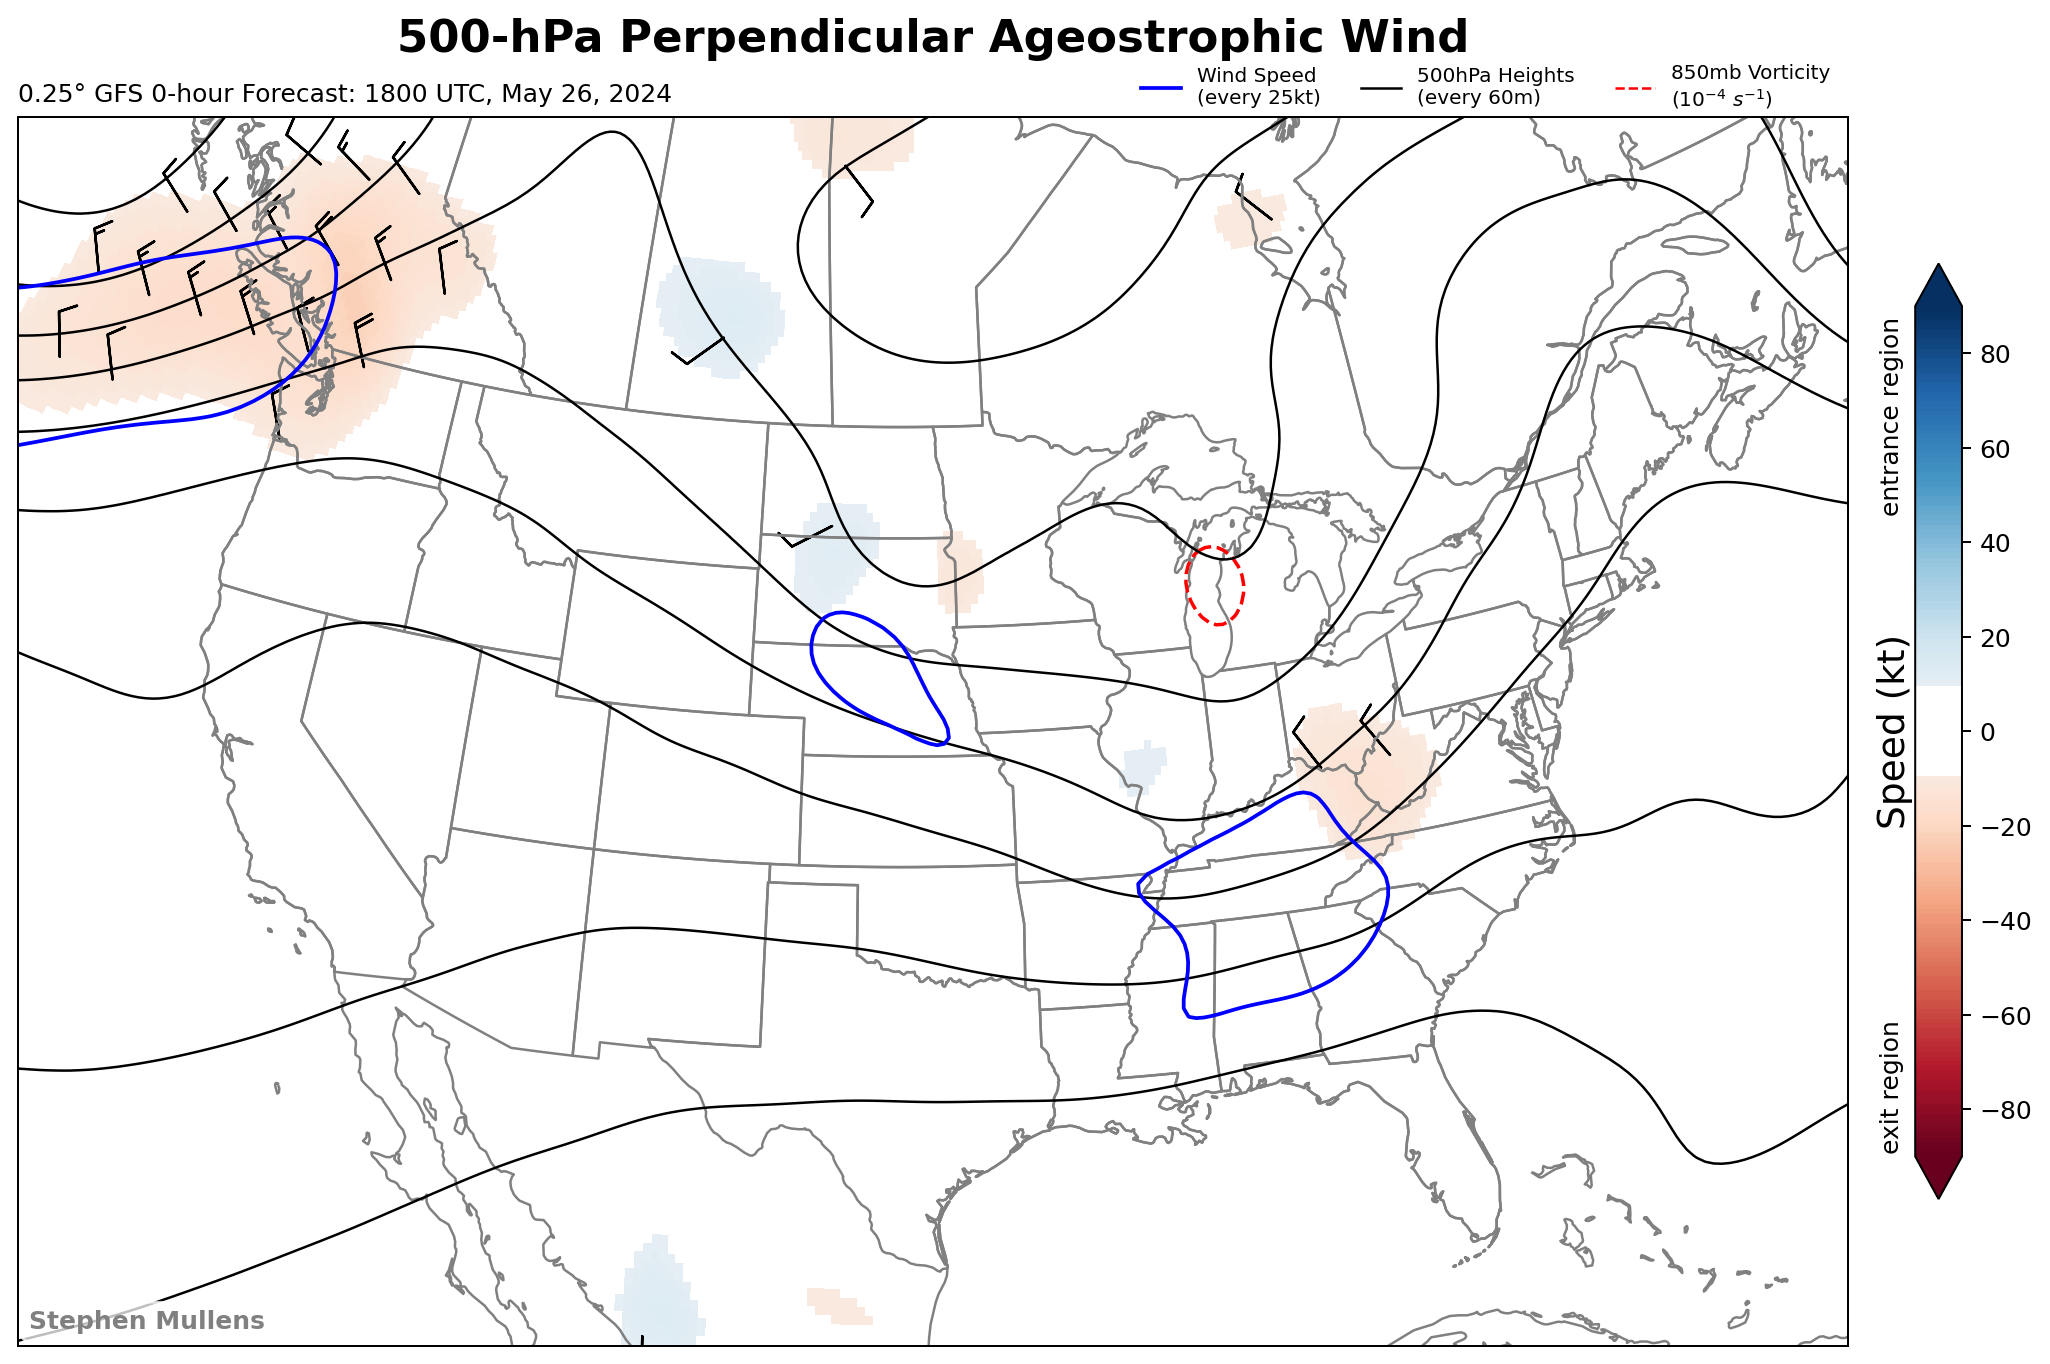 500-hPa Perpendicular Ageostrophic Wind
0.25° GFS 0-hour Forecast: 1800 UTC, May 26, 2024
Wind Speed
(every 25kt)
500hPa Heights
(every 60m)
850mb Vorticity
(10⁻⁴ s⁻¹)
entrance region
Speed (kt)
exit region
80
60
40
20
0
−20
−40
−60
−80
Stephen Mullens